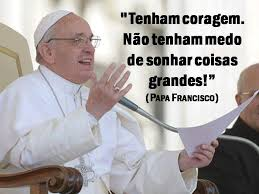 "Tenham coragem.
Não tenham medo
de sonhar coisas
grandes!”
(PAPA FRANCISCO)